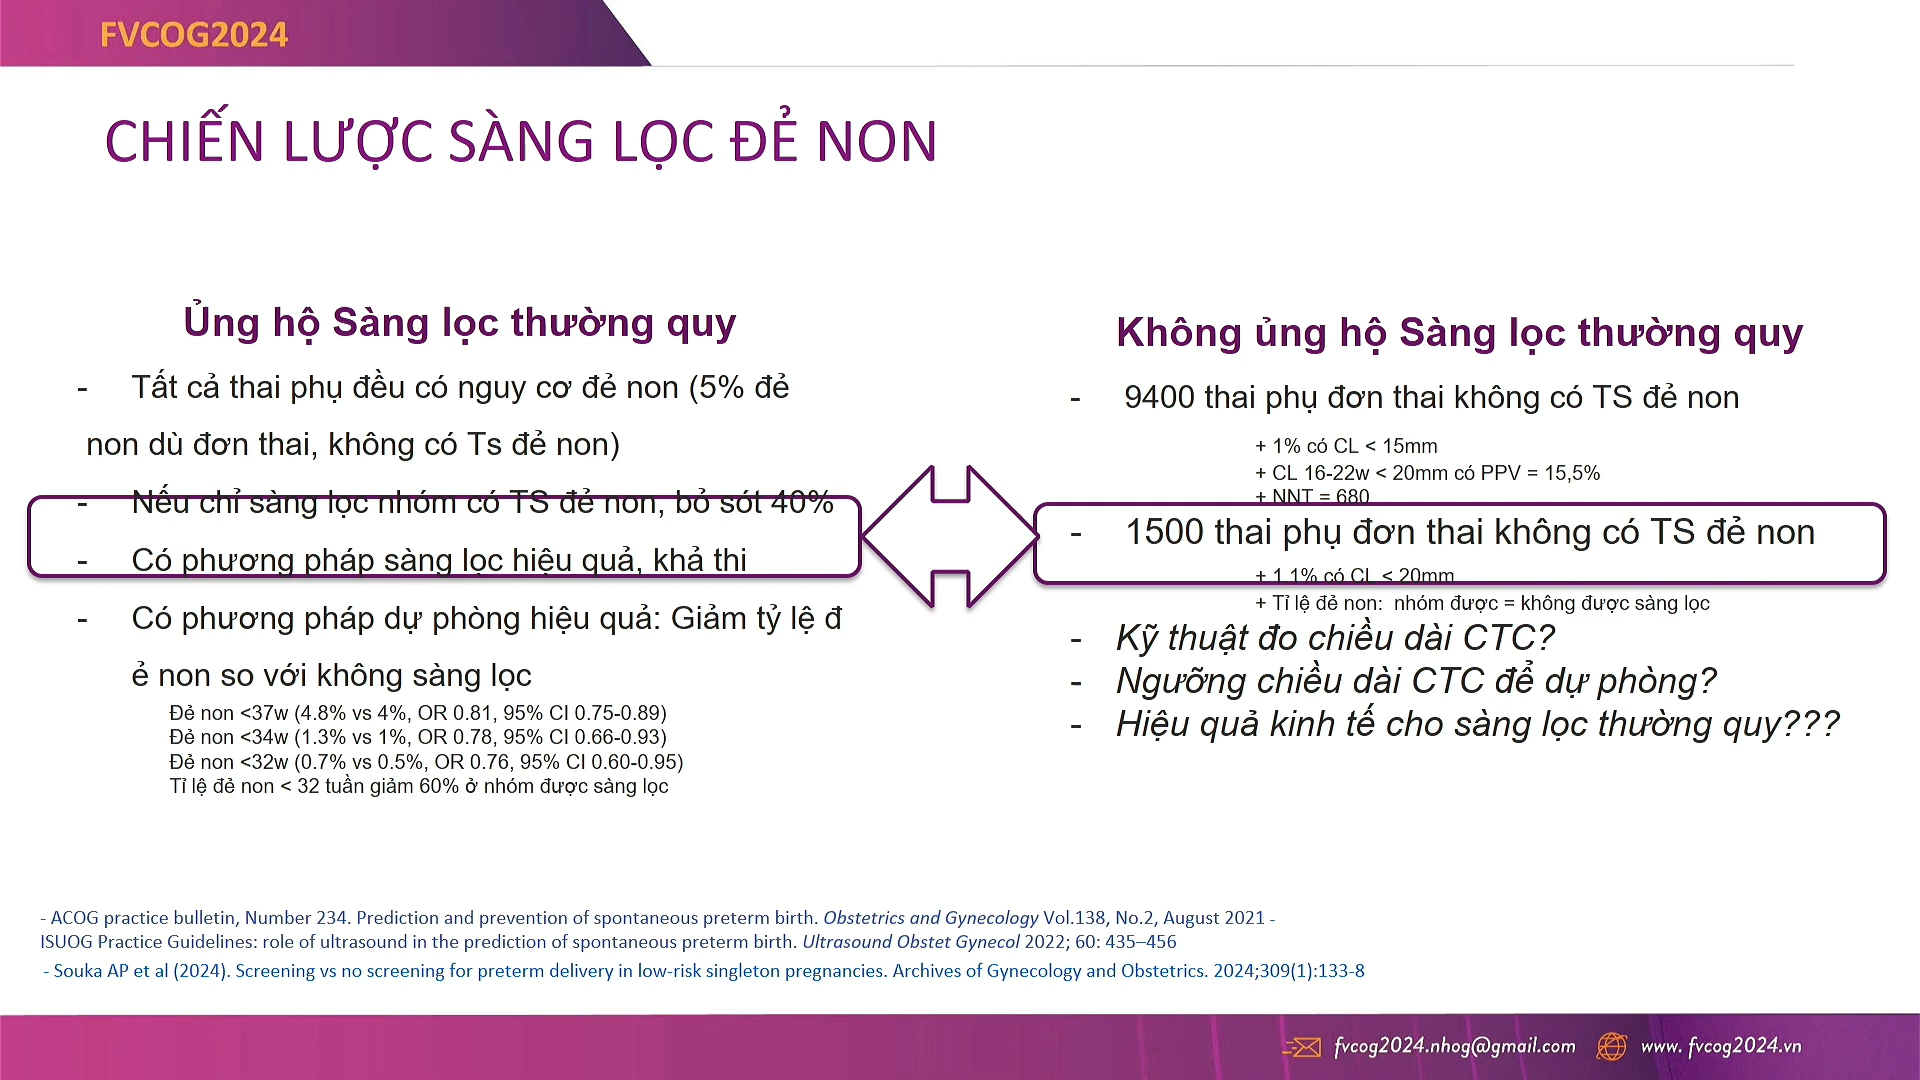 FVCOG2024
CHIẾN LƯỢC SÀNG LỌC ĐẺ NON
Ủng hộ Sàng lọc thường quy
- Tất cả thai phụ đều có nguy cơ đẻ non (5% đẻ
non dù đơn thai, không có Ts đẻ non)
- Nếu chỉ sàng lọc nhóm có TS đẻ non, bỏ sót 40%
- Có phương pháp sàng lọc hiệu quả, khả thi
- Có phương pháp dự phòng hiệu quả: Giảm tỷ lệ đ
ẻ non so với không sàng lọc
Đẻ non <37w (4.8% vs 4%, OR 0.81, 95% CI 0.75-0.89)
Đẻ non <34w (1.3% vs 1%, OR 0.78, 95% CI 0.66-0.93)
Đẻ non <32w (0.7% vs 0.5%, OR 0.76, 95% CI 0.60-0.95)
Tỉ lệ đẻ non < 32 tuần giảm 60% ở nhóm được sàng lọc
Không ủng hộ Sàng lọc thường quy
- 9400 thai phụ đơn thai không có TS đẻ non
+ 1% có CL < 15mm
+ CL 16-22w < 20mm có PPV = 15,5%
+ NNT = 680
- 1500 thai phụ đơn thai không có TS đẻ non
+ 1.1% có CL < 20mm
+ Tỉ lệ đẻ non: nhóm được = không được sàng lọc
- Kỹ thuật đo chiều dài CTC?
- Ngưỡng chiều dài CTC để dự phòng?
- Hiệu quả kinh tế cho sàng lọc thường quy???
- ACOG practice bulletin, Number 234. Prediction and prevention of spontaneous preterm birth. Obstetrics and Gynecology Vol.138, No.2, August 2021 -
ISUOG Practice Guidelines: role of ultrasound in the prediction of spontaneous preterm birth. Ultrasound Obstet Gynecol 2022; 60: 435–456
- Souka AP et al (2024). Screening vs no screening for preterm delivery in low-risk singleton pregnancies. Archives of Gynecology and Obstetrics. 2024;309(1):133-8
fvcog2024.nhog@gmail.com www. fvcog2024.vn